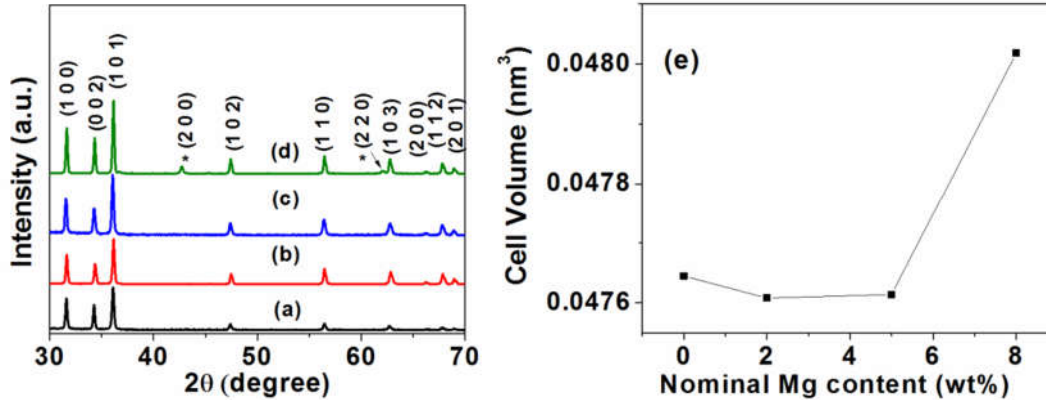 Intensity (a.u.)
(1 0 0)
(0 0 2)
(1 0 1)
* (2 0 0)
(1 0 2)
(1 1 0)
* (2 2 0)
(1 0 3)
(2 0 0)
(1 1 2)
(2 0 1)
(d)
(c)
(b)
(a)
30 40 50 60 70
2θ (degree)
Cell Volume (nm³)
0.0480
0.0478
0.0476
(e)
0 2 4 6 8
Nominal Mg content (wt%)